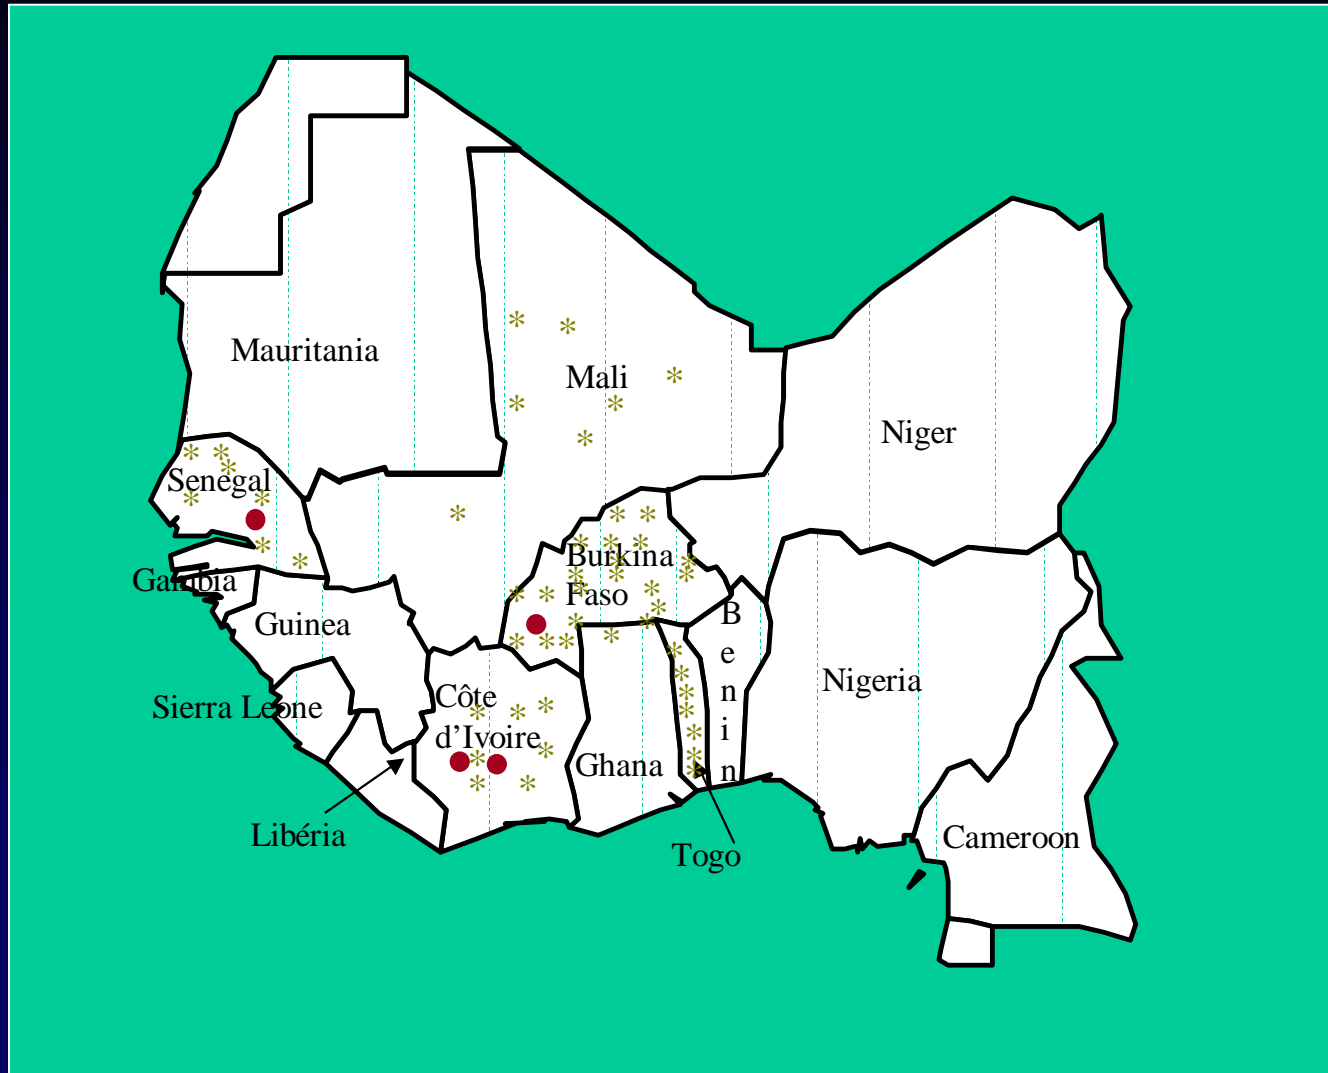 Mauritania
Mali
Niger
Senegal
Burkina
Faso
Gambia
Guinea
B
e
n
i
n
Nigeria
Sierra Leone
Côte
d’Ivoire
Ghana
Libéria
Togo
Cameroon